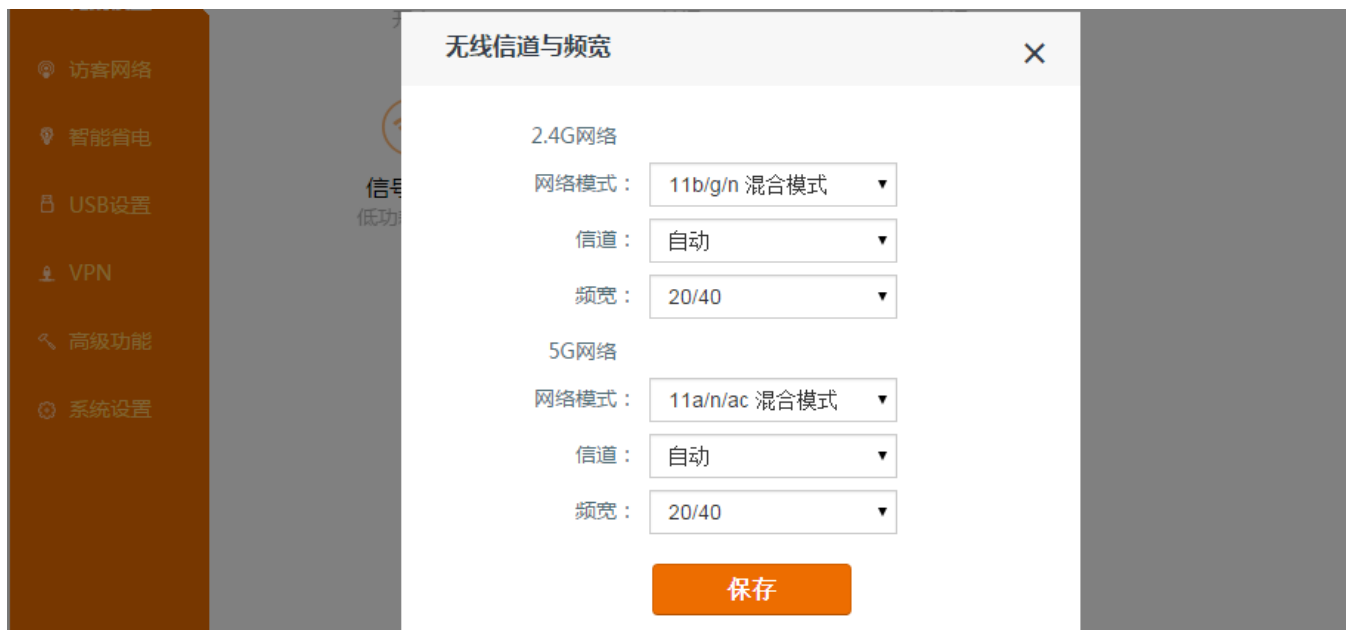 访客网络
智能省电
USB设置
VPN
高级功能
系统设置
信号
低功
无线信道与频宽
2.4G网络
网络模式： 11b/g/n 混合模式
信道： 自动
频宽： 20/40
5G网络
网络模式： 11a/n/ac 混合模式
信道： 自动
频宽： 20/40
保存